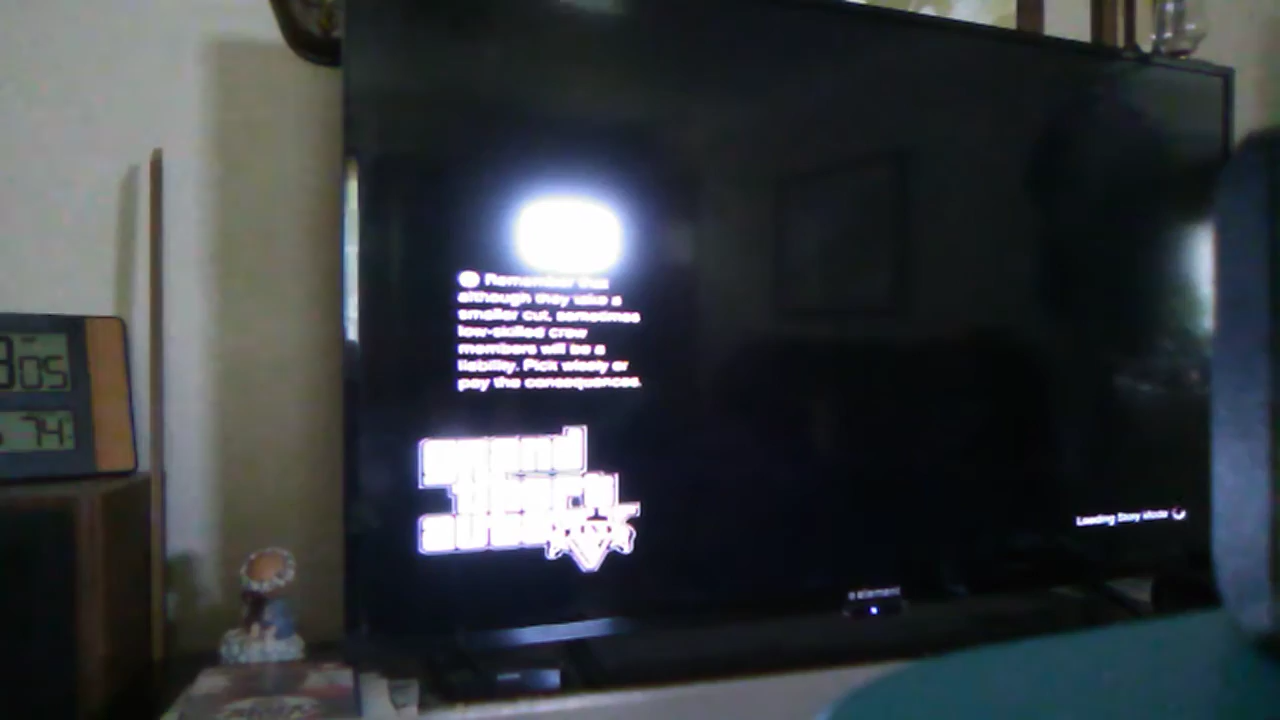 Remember that
although they take a
smaller cut, sometimes
low-skilled crew
members will be a
liability. Pick wisely or
pay the consequences.
grand
theft
auto V
Loading Story Mode
element
05
74